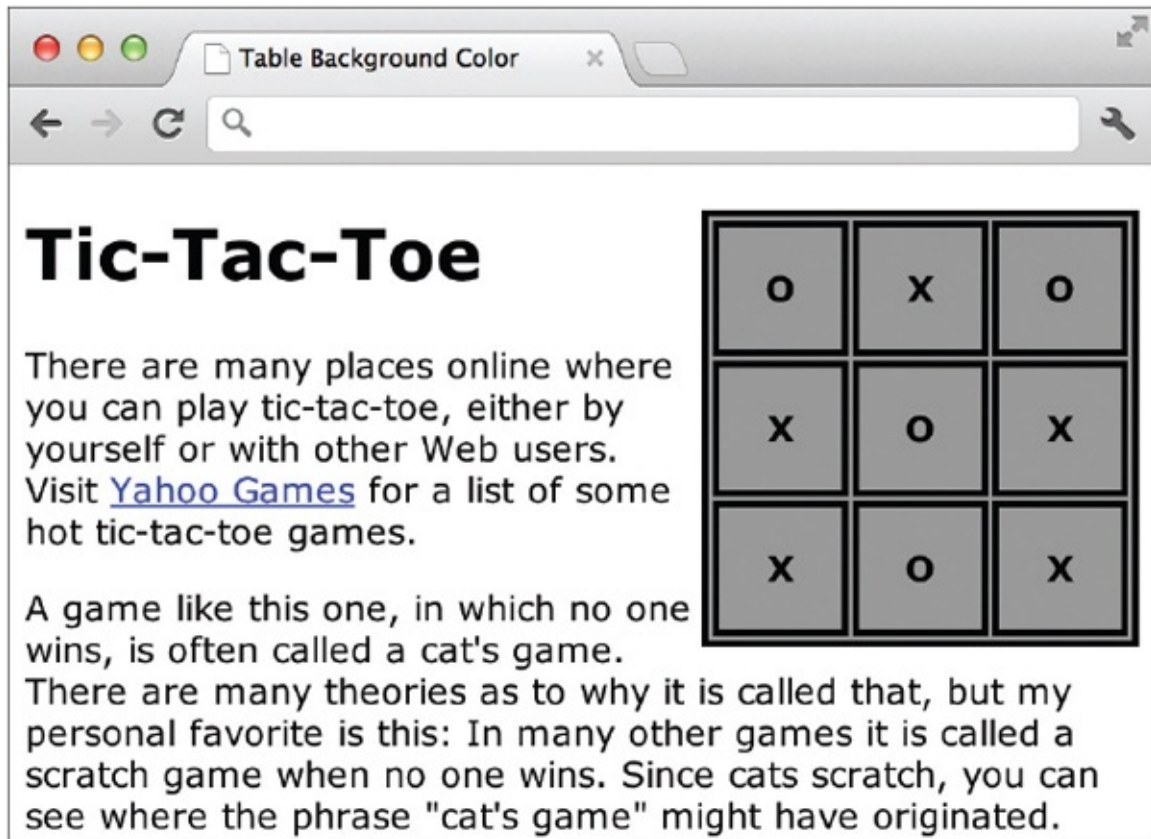 Table Background Color
Tic-Tac-Toe
O X O
X O X
X O X
There are many places online where
you can play tic-tac-toe, either by
yourself or with other Web users.
Visit Yahoo Games for a list of some
hot tic-tac-toe games.
A game like this one, in which no one
wins, is often called a cat's game.
There are many theories as to why it is called that, but my
personal favorite is this: In many other games it is called a
scratch game when no one wins. Since cats scratch, you can
see where the phrase "cat's game" might have originated.